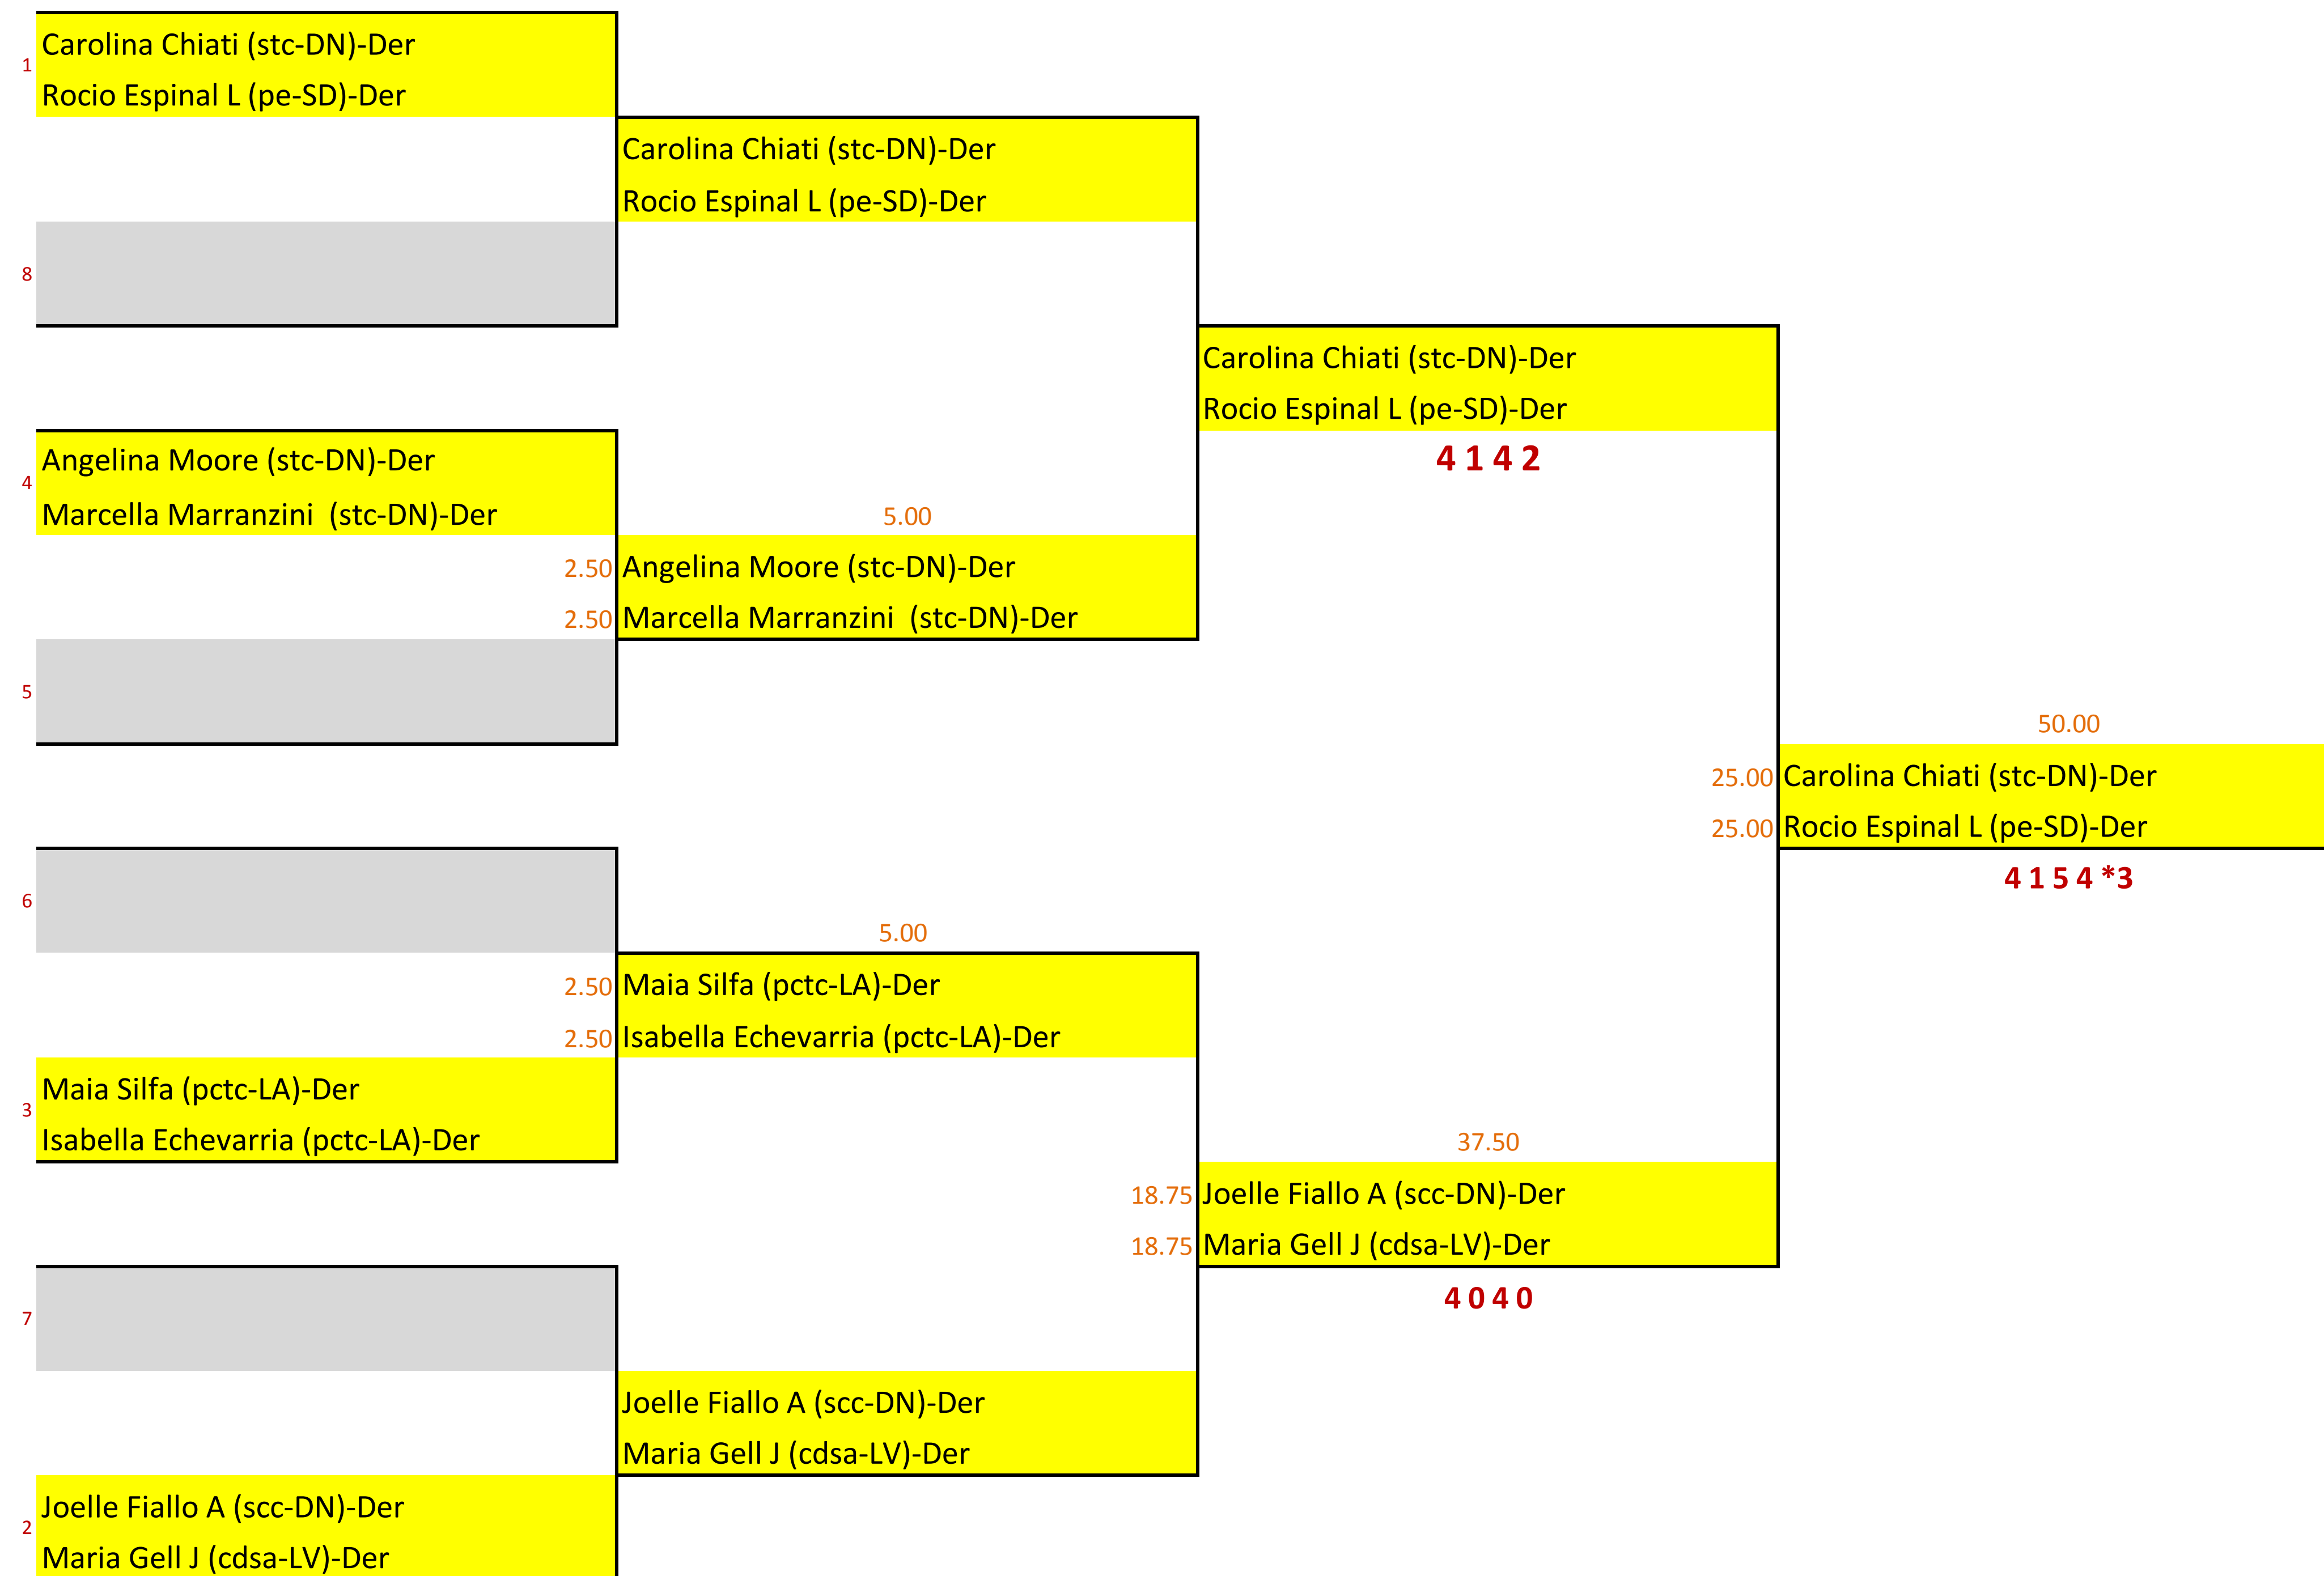 1
Carolina Chiati (stc-DN)-Der
Rocio Espinal L (pe-SD)-Der
Carolina Chiati (stc-DN)-Der
Rocio Espinal L (pe-SD)-Der
8
Carolina Chiati (stc-DN)-Der
Rocio Espinal L (pe-SD)-Der
4 1 4 2
4
Angelina Moore (stc-DN)-Der
Marcella Marranzini  (stc-DN)-Der
5.00
2.50 Angelina Moore (stc-DN)-Der
2.50 Marcella Marranzini  (stc-DN)-Der
5
50.00
25.00 Carolina Chiati (stc-DN)-Der
25.00 Rocio Espinal L (pe-SD)-Der
4 1 5 4 *3
6
5.00
2.50 Maia Silfa (pctc-LA)-Der
2.50 Isabella Echevarria (pctc-LA)-Der
3
Maia Silfa (pctc-LA)-Der
Isabella Echevarria (pctc-LA)-Der
37.50
18.75 Joelle Fiallo A (scc-DN)-Der
18.75 Maria Gell J (cdsa-LV)-Der
4 0 4 0
7
Joelle Fiallo A (scc-DN)-Der
Maria Gell J (cdsa-LV)-Der
2
Joelle Fiallo A (scc-DN)-Der
Maria Gell J (cdsa-LV)-Der